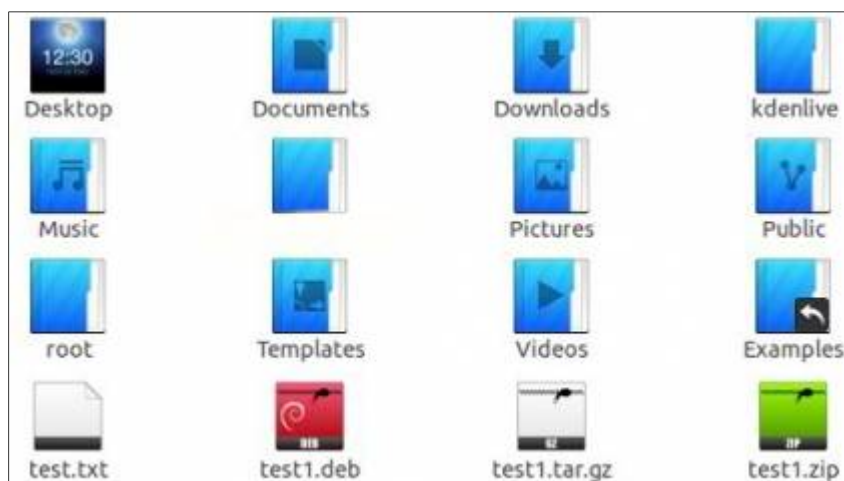 12:30
Desktop
Documents
Downloads
kdenlive
Music
Pictures
Public
root
Templates
Videos
Examples
test.txt
DEB
test1.deb
GZ
test1.tar.gz
ZIP
test1.zip